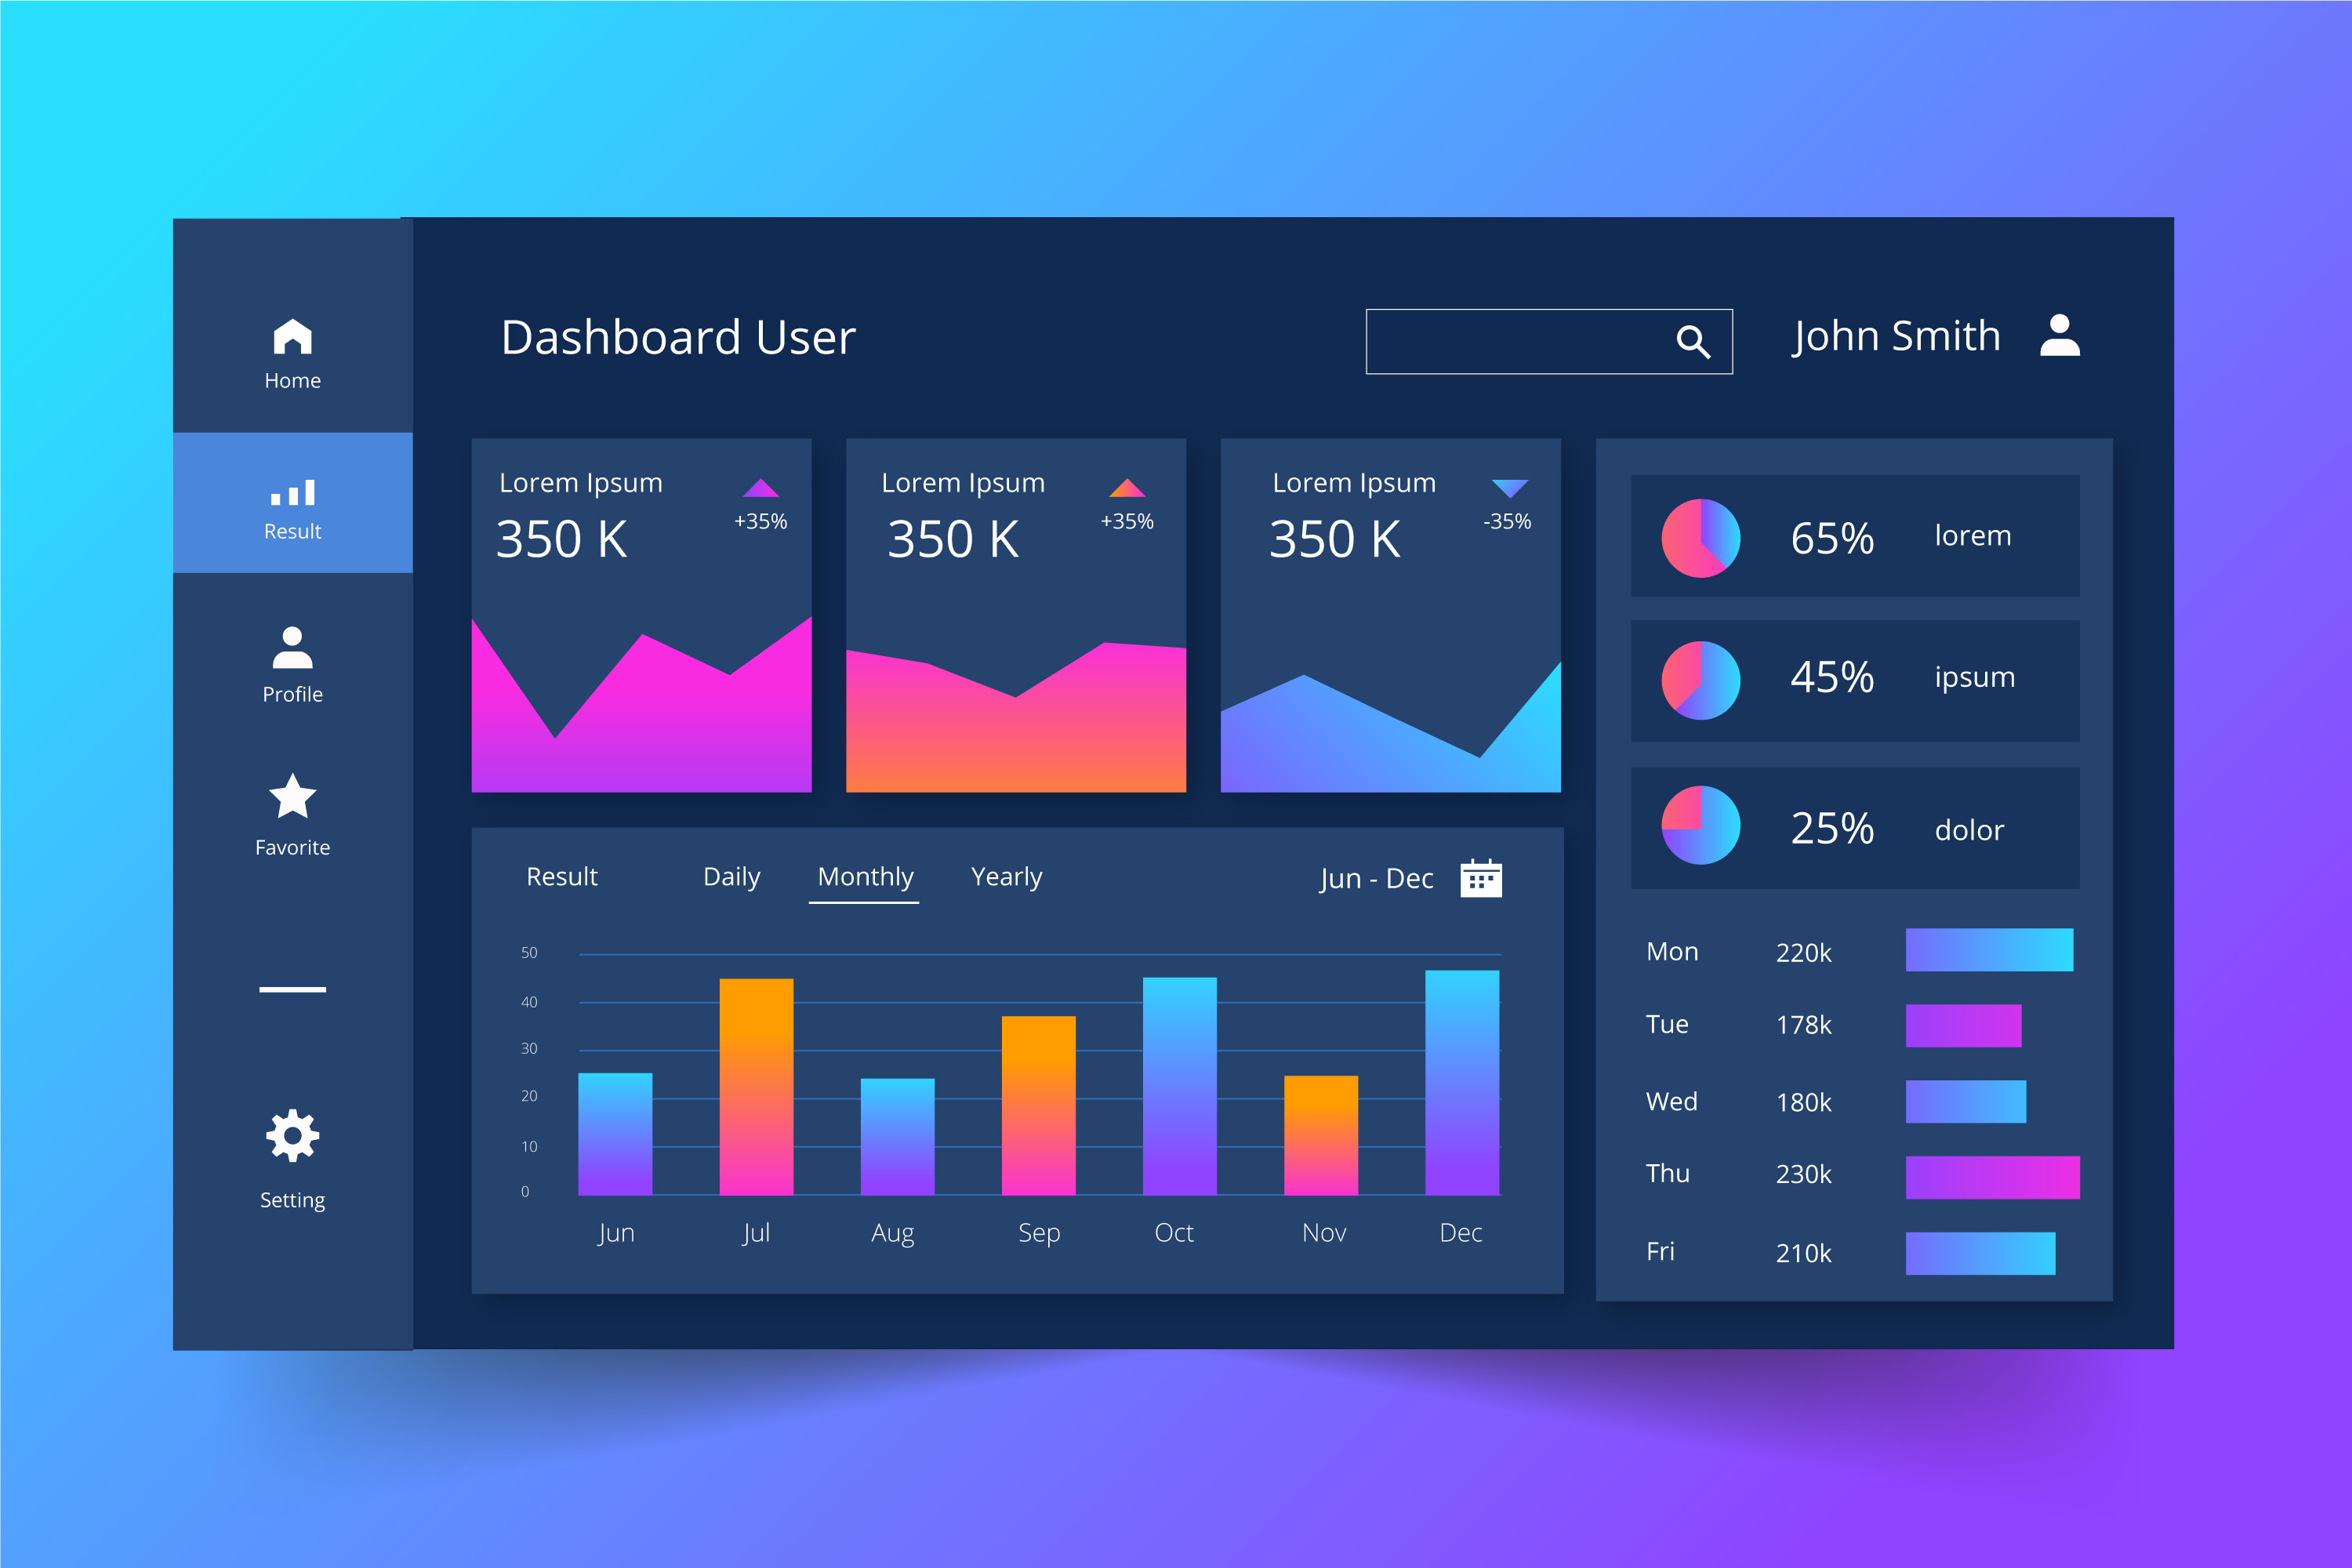 Dashboard User
John Smith
Home
Result
Profile
Favorite
Setting
Lorem Ipsum
350 K
+35%
Lorem Ipsum
350 K
+35%
Lorem Ipsum
350 K
-35%
65% lorem
45% ipsum
25% dolor
Result Daily Monthly Yearly Jun - Dec
50
40
30
20
10
0
Jun Jul Aug Sep Oct Nov Dec
Mon 220k
Tue 178k
Wed 180k
Thu 230k
Fri 210k